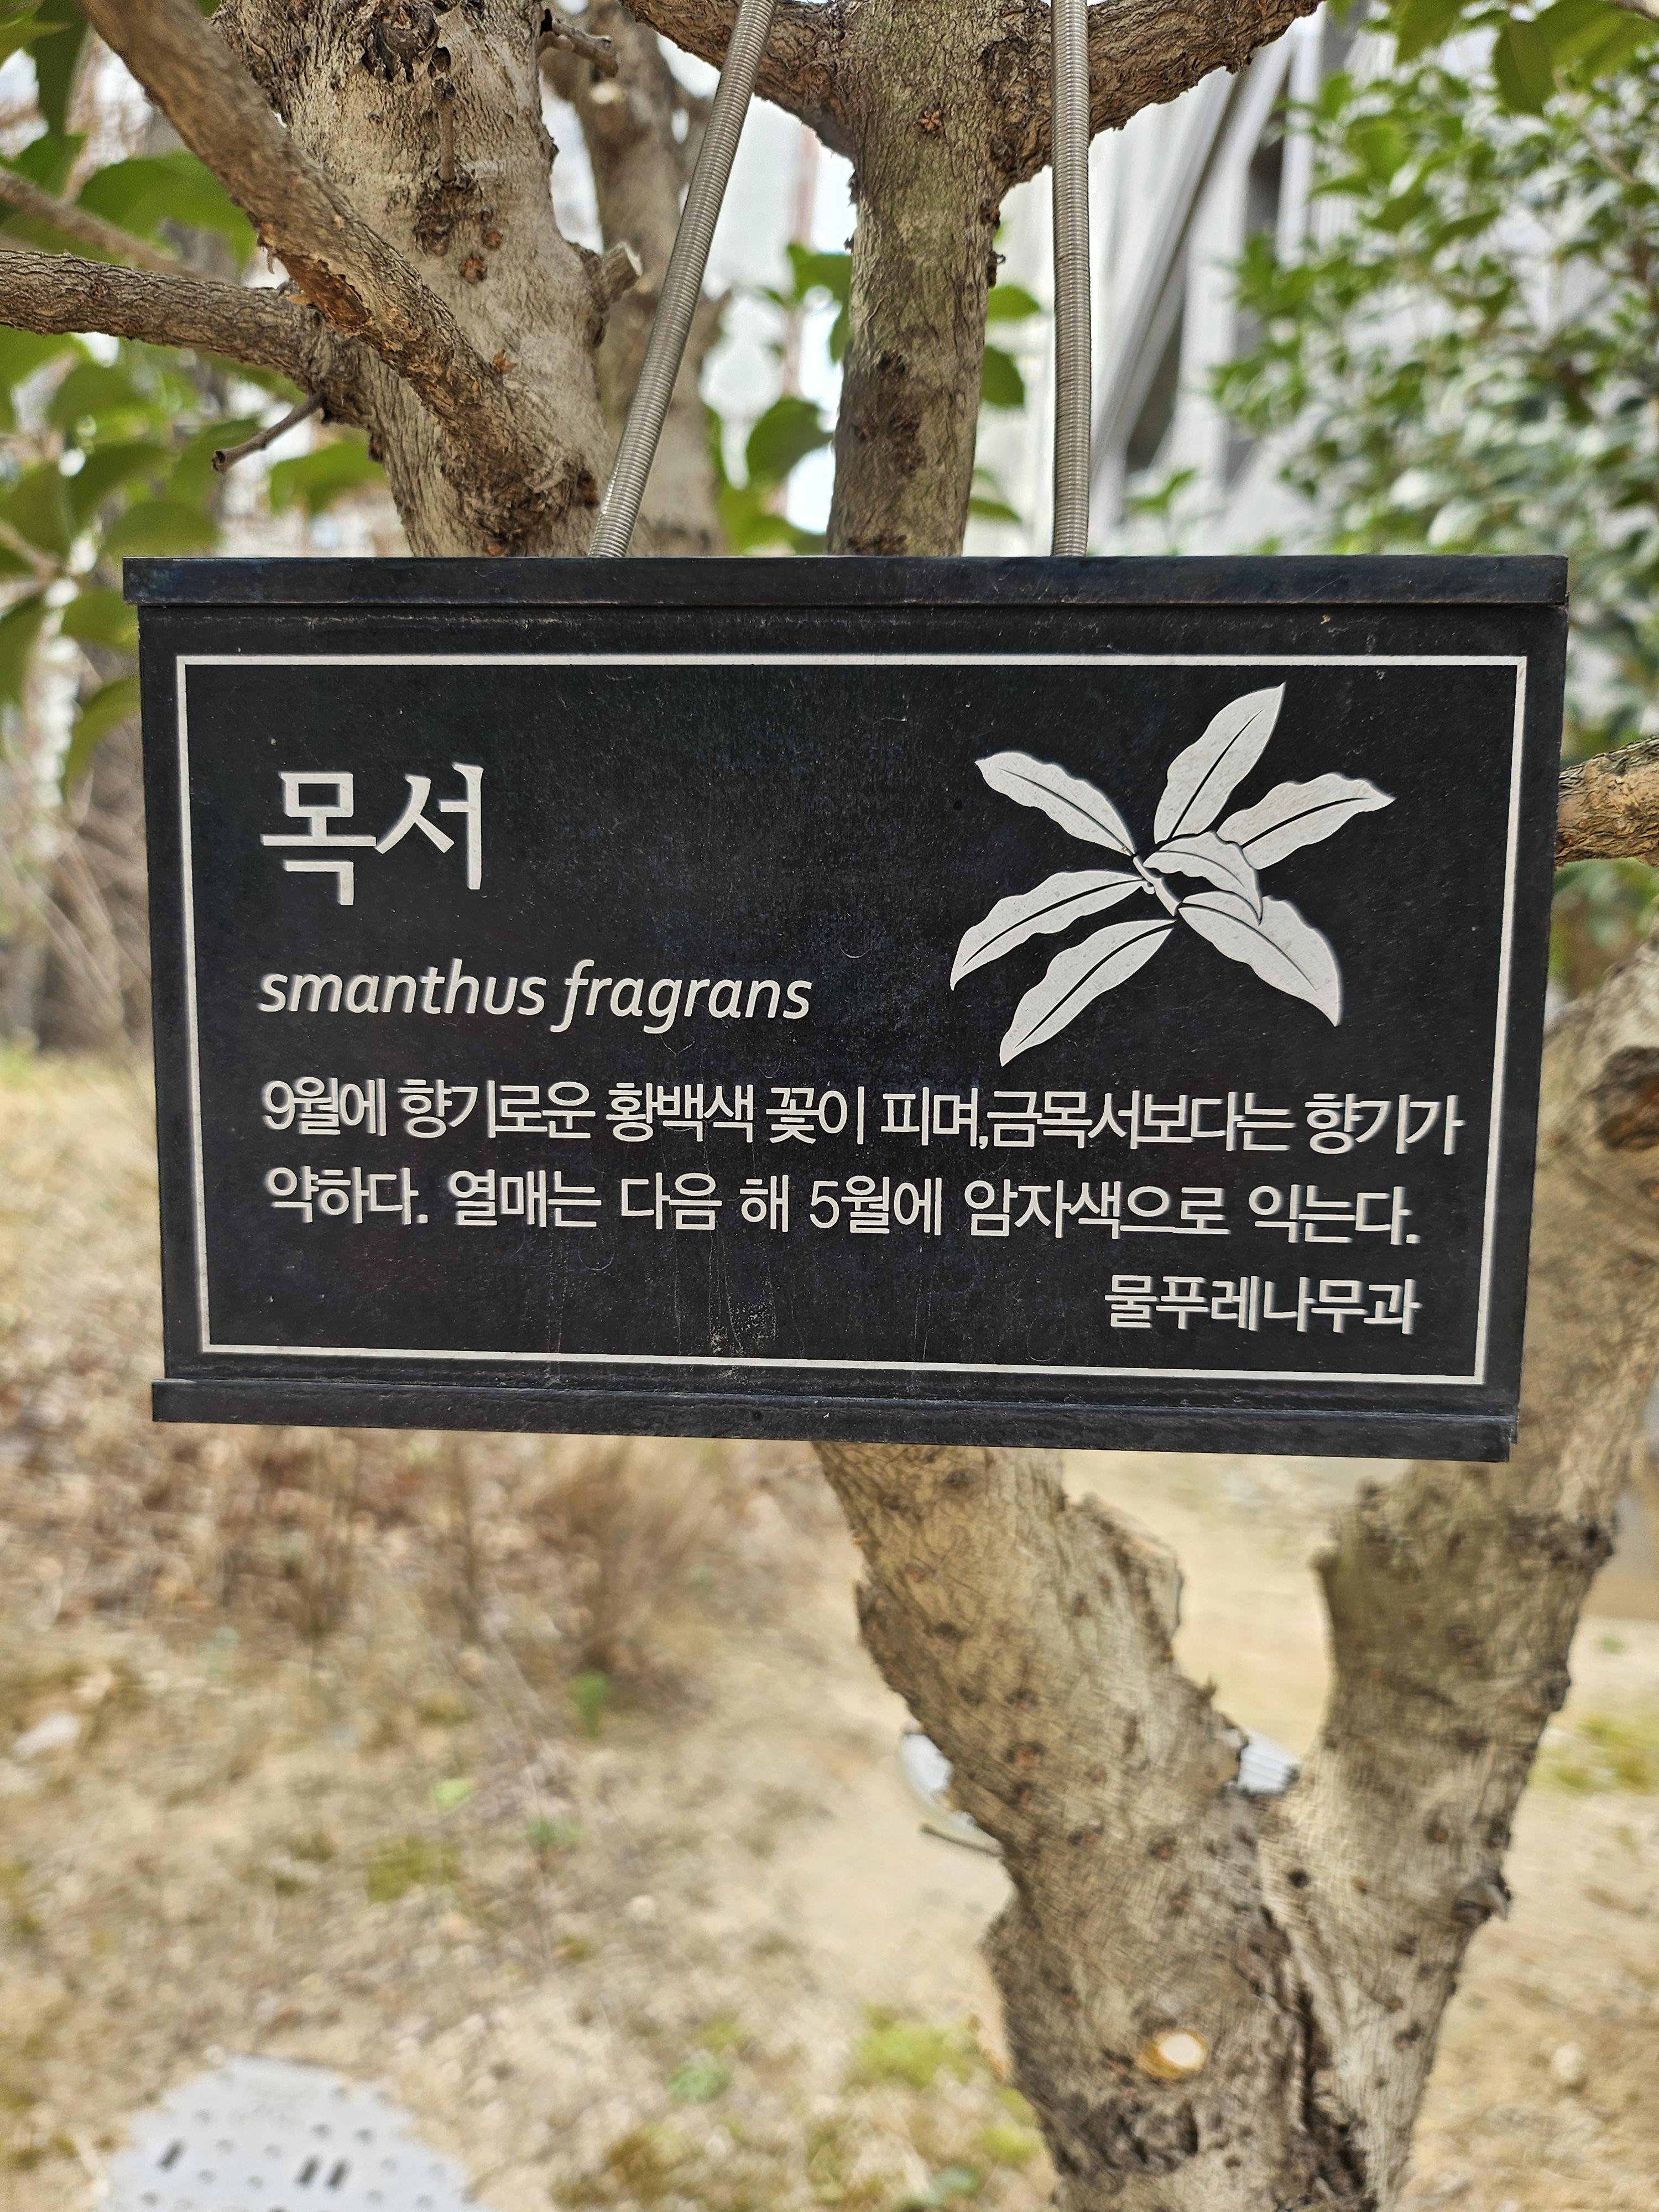 목서
smanthus fragrans
9월에 향기로운 황백색 꽃이 피며,금목서보다는 향기가
약하다. 열매는 다음 해 5월에 암자색으로 익는다.
물푸레나무과